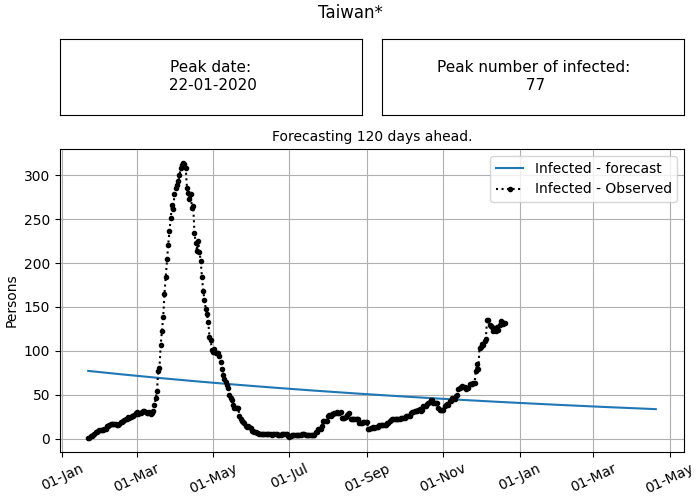 Taiwan*
Peak date:
22-01-2020
Peak number of infected:
77
Forecasting 120 days ahead.
Infected - forecast
Infected - Observed
Persons
300
250
200
150
100
50
0
01-Jan
01-Mar
01-May
01-Jul
01-Sep
01-Nov
01-Jan
01-Mar
01-May